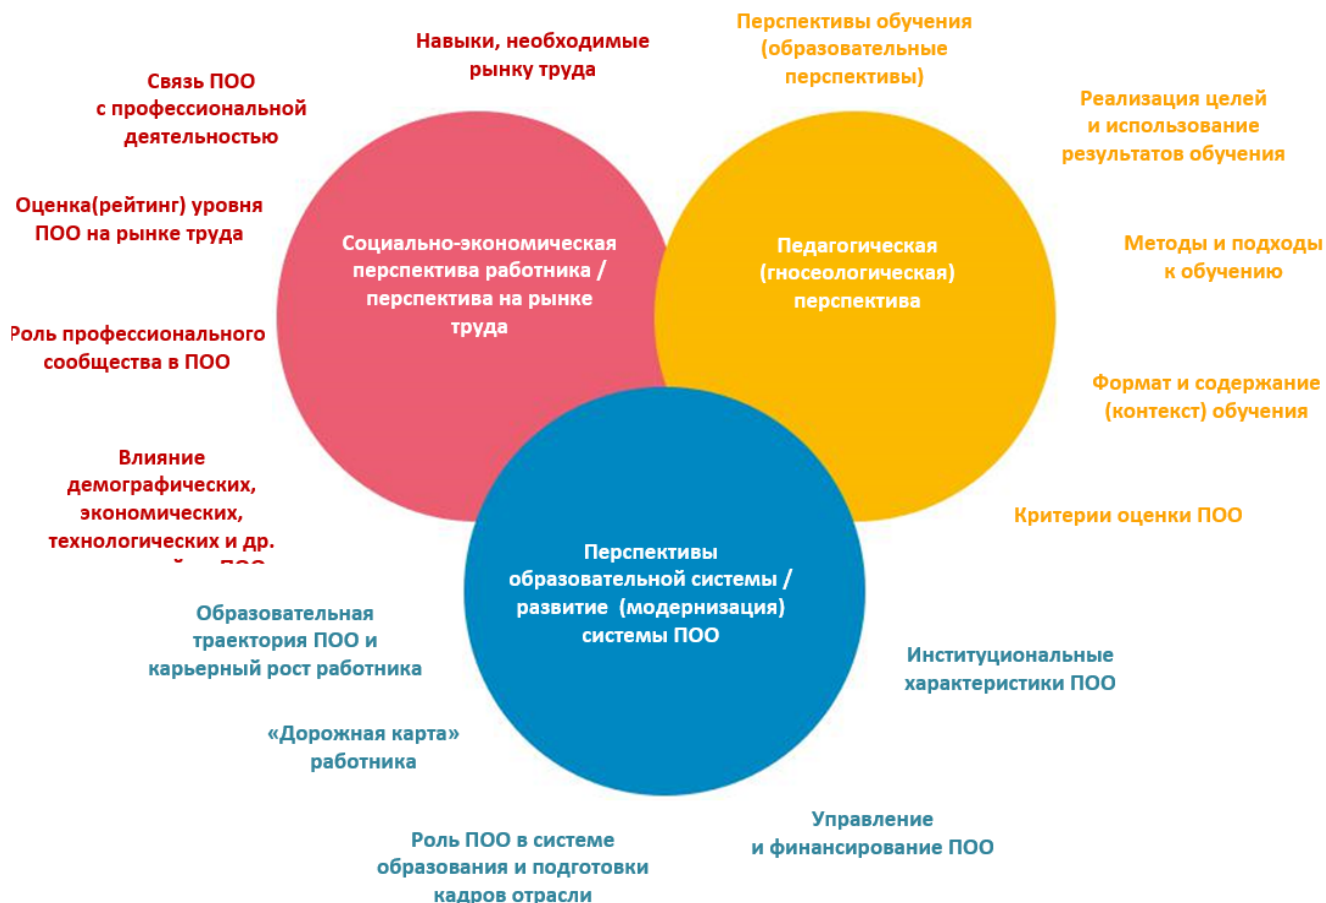 Навыки, необходимые
рынку труда
Связь ПОО
с профессиональной
деятельностью
Оценка(рейтинг) уровня
ПОО на рынке труда
Роль профессионального
сообщества в ПОО
Влияние
демографических,
экономических,
технологических и др.
Социально-экономическая
перспектива работника /
перспектива на рынке
труда
Перспективы обучения
(образовательные
перспективы)
Реализация целей
и использование
результатов обучения
Методы и подходы
к обучению
Формат и содержание
(контекст) обучения
Критерии оценки ПОО
Педагогическая
(гносеологическая)
перспектива
Перспективы
образовательной системы /
развитие (модернизация)
системы ПОО
Образовательная
траектория ПОО и
карьерный рост работника
«Дорожная карта»
работника
Роль ПОО в системе
образования и подготовки
кадров отрасли
Управление
и финансирование ПОО
Институциональные
характеристики ПОО